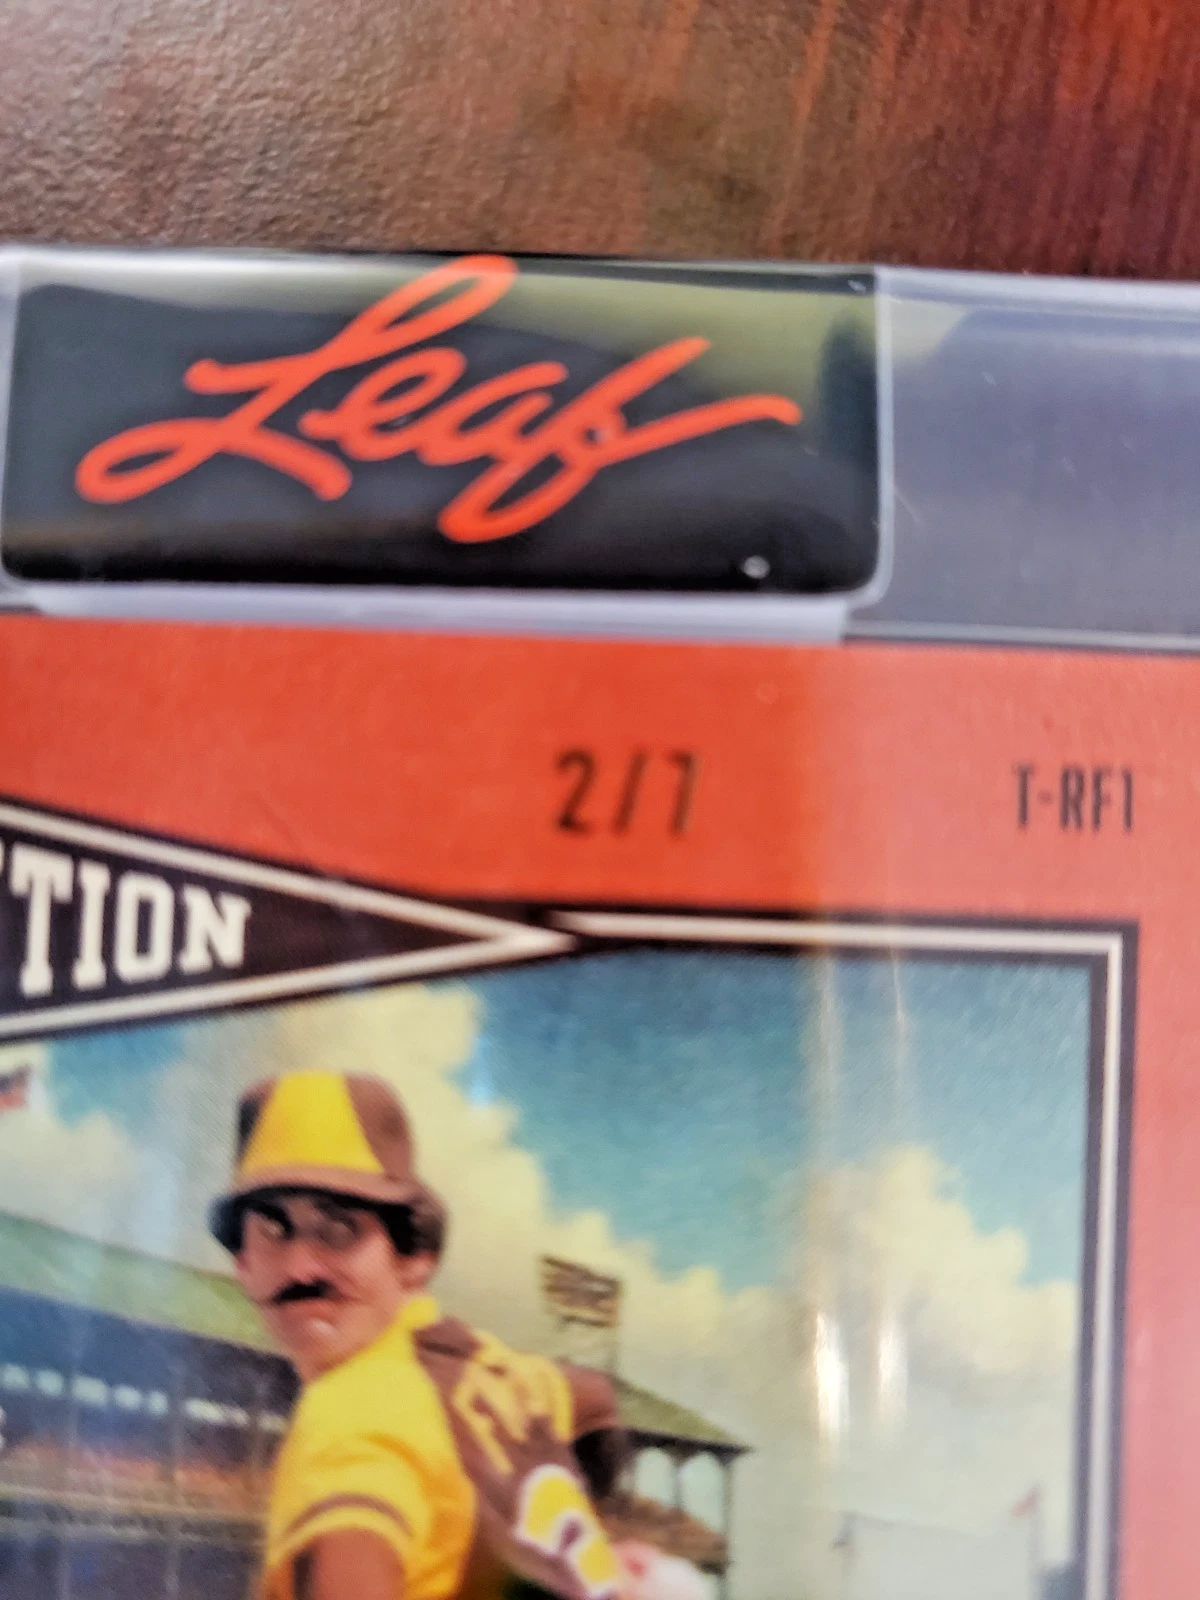 Leaf
2/7
T-RF1
TION